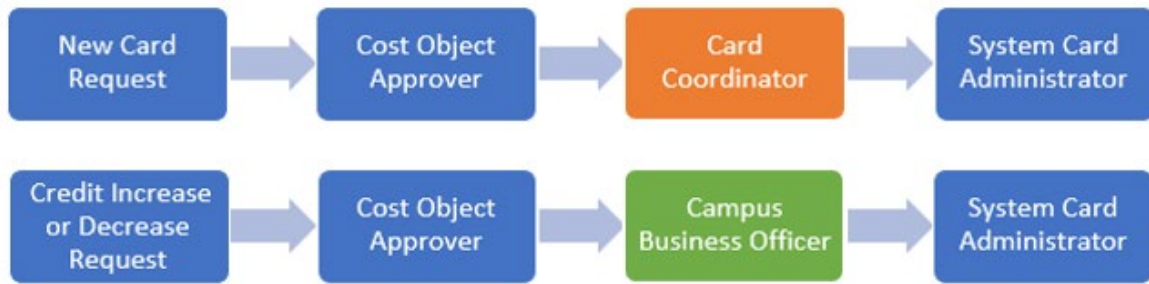 New Card
Request
Cost Object
Approver
Card
Coordinator
System Card
Administrator
Credit Increase
or Decrease
Request
Cost Object
Approver
Campus
Business Officer
System Card
Administrator